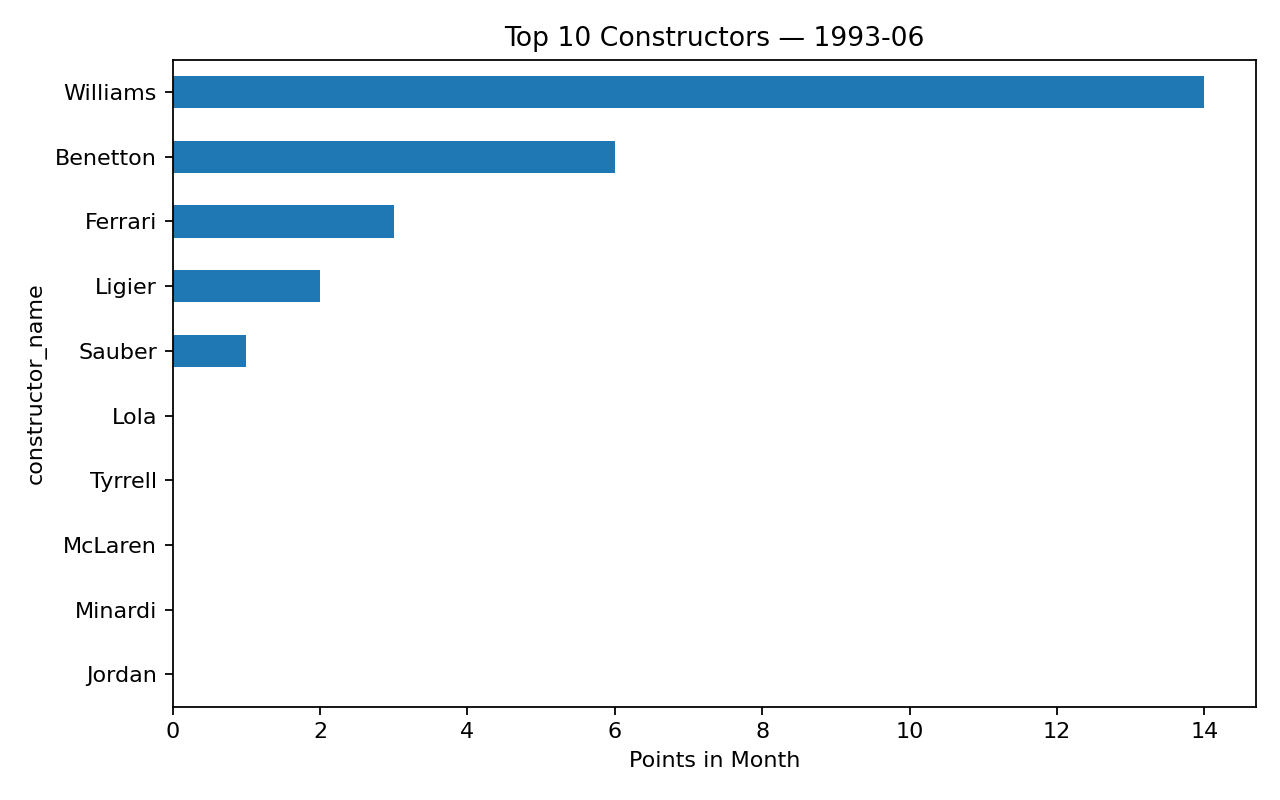 Top 10 Constructors — 1993-06
Williams
Benetton
Ferrari
Ligier
Sauber
Lola
Tyrrell
McLaren
Minardi
Jordan
constructor_name
0 2 4 6 8 10 12 14
Points in Month